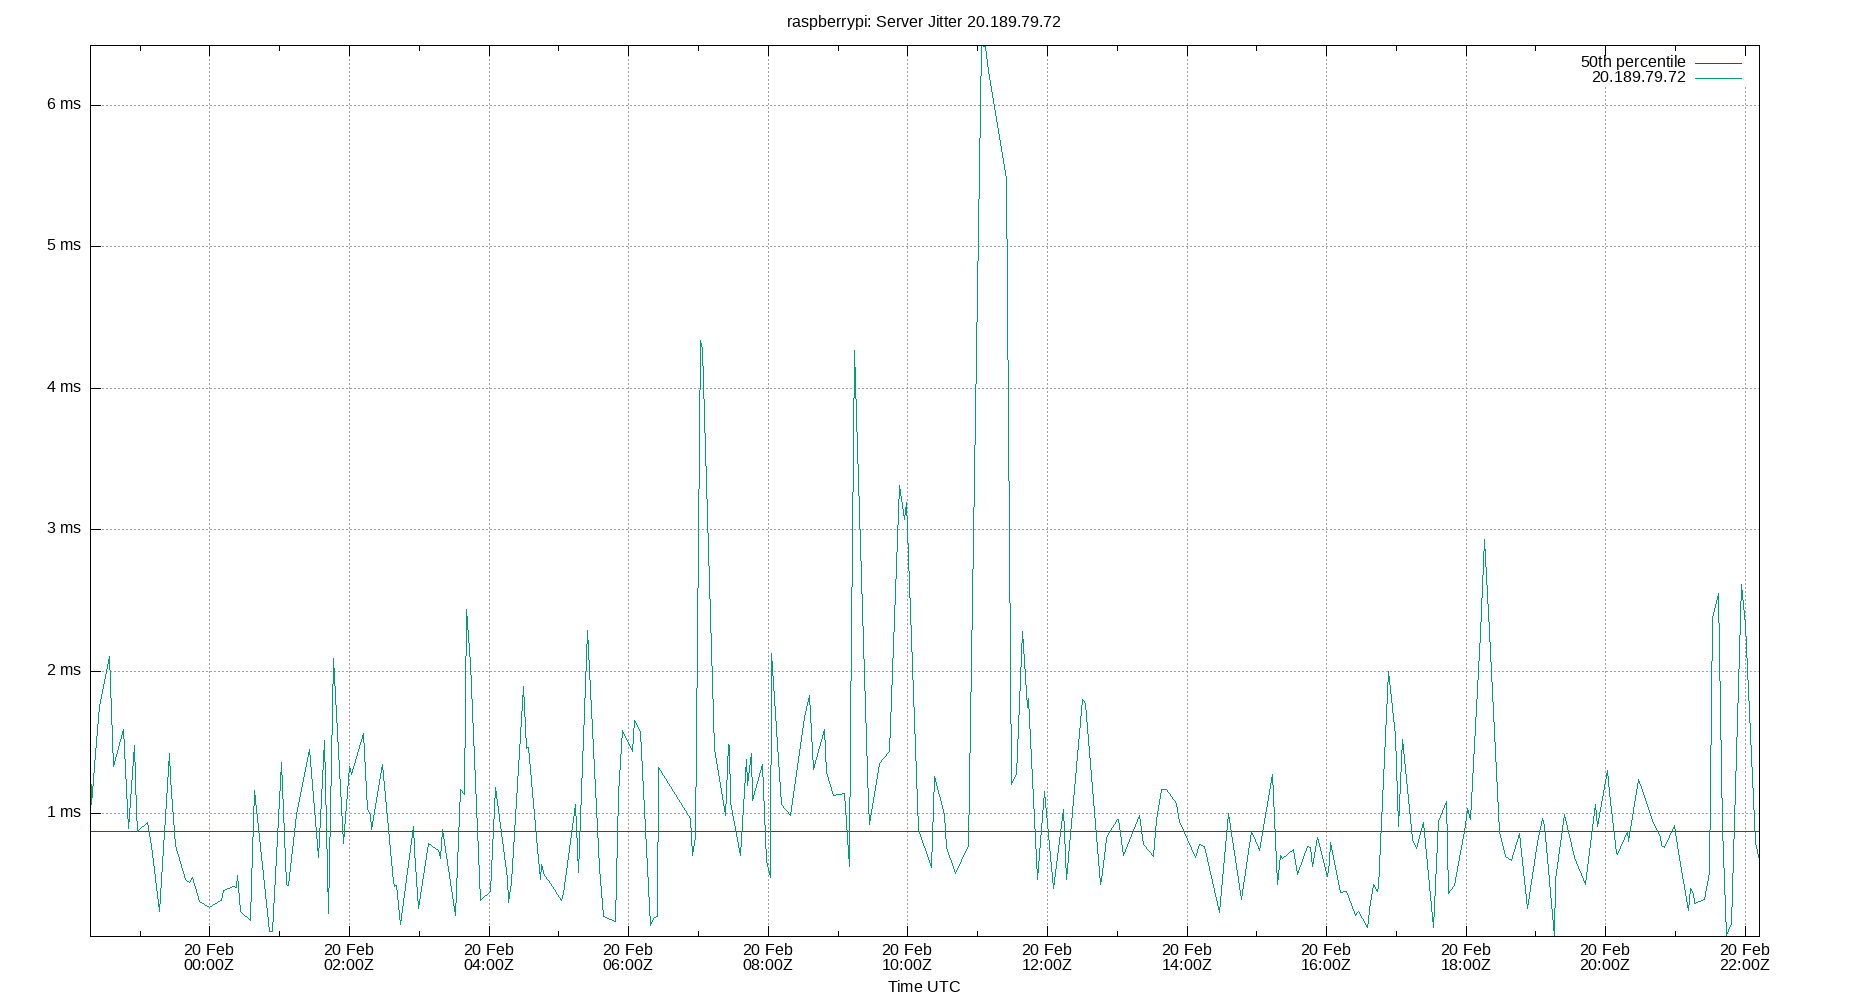 raspberrypi: Server Jitter 20.189.79.72
50th percentile
20.189.79.72
6 ms
5 ms
4 ms
3 ms
2 ms
1 ms
20 Feb 20 Feb 20 Feb 20 Feb 20 Feb 20 Feb 20 Feb 20 Feb 20 Feb 20 Feb 20 Feb 20 Feb
00:00Z 02:00Z 04:00Z 06:00Z 08:00Z 10:00Z 12:00Z 14:00Z 16:00Z 18:00Z 20:00Z 22:00Z
Time UTC